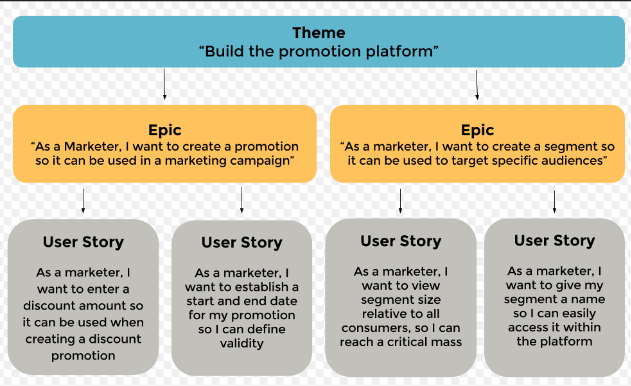 Theme
“Build the promotion platform”
Epic
“As a Marketer, I want to create a promotion
so it can be used in a marketing campaign”
Epic
“As a marketer, I want to create a segment so
it can be used to target specific audiences”
User Story
As a marketer, I
want to enter a
discount amount so
it can be used when
creating a discount
promotion
User Story
As a marketer, I
want to establish a
start and end date
for my promotion
so I can define
validity
User Story
As a marketer, I
want to view
segment size
relative to all
consumers, so I can
reach a critical mass
User Story
As a marketer, I
want to give my
segment a name
so I can easily
access it within
the platform